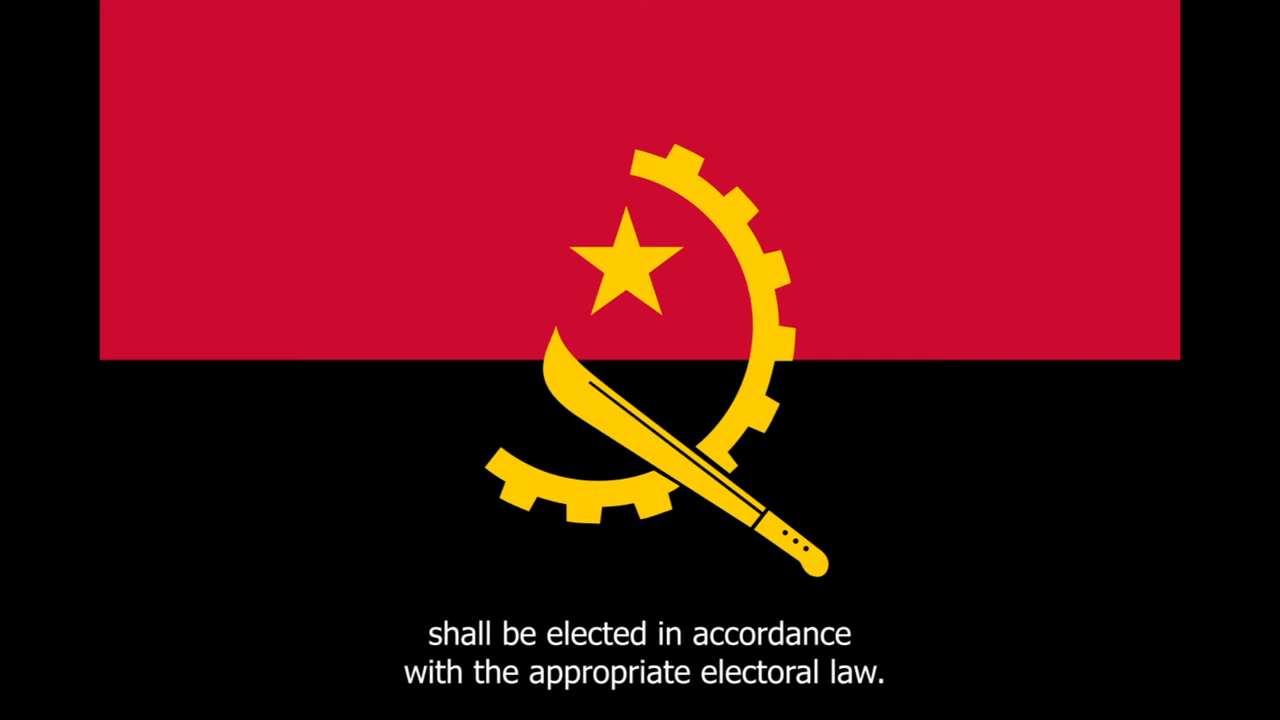 shall be elected in accordance
with the appropriate electoral law.